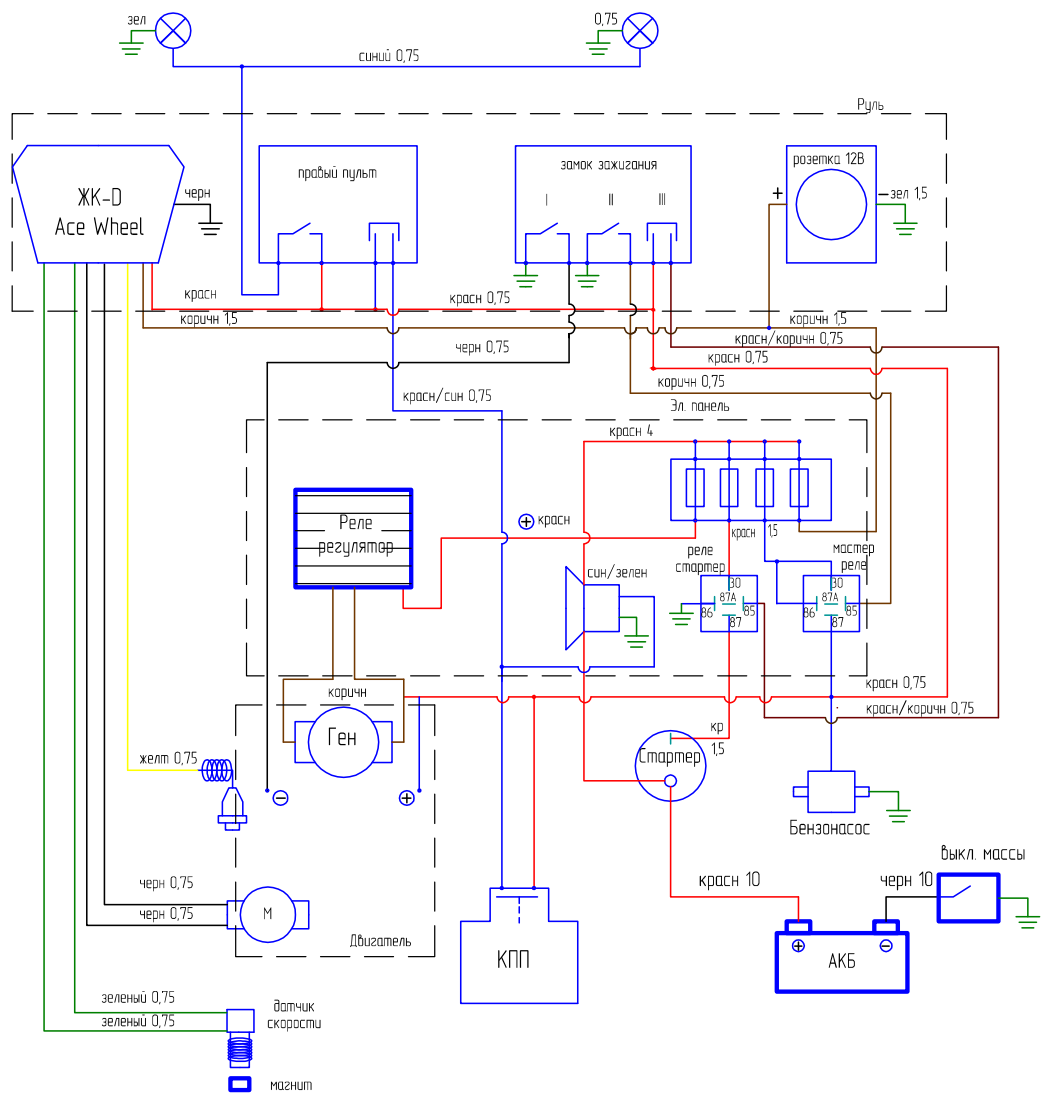 зел
0,75
синий 0,75
Руль
ЖК-D
Ace Wheel
черн
правый пульт
замок зажигания
I
II
III
розетка 12В
+
− зел 1,5
красн
красн 0,75
коричн 1,5
коричн 1,5
красн/коричн 0,75
черн 0,75
красн 0,75
коричн 0,75
красн/син 0,75
Эл. панель
красн 4
Реле
регулятор
+ красн
красн
1,5
реле
стартер
мастер
реле
син/зелен
30
87А
86
85
87
30
87А
86
85
87
коричн
красн 0,75
красн/коричн 0,75
кр
1,5
Ген
Стартер
желт 0,75
−
+
Бензонасос
черн 0,75
черн 0,75
М
Двигатель
КПП
красн 10
черн 10
выкл. массы
+
−
АКБ
зеленый 0,75
зеленый 0,75
датчик
скорости
магнит